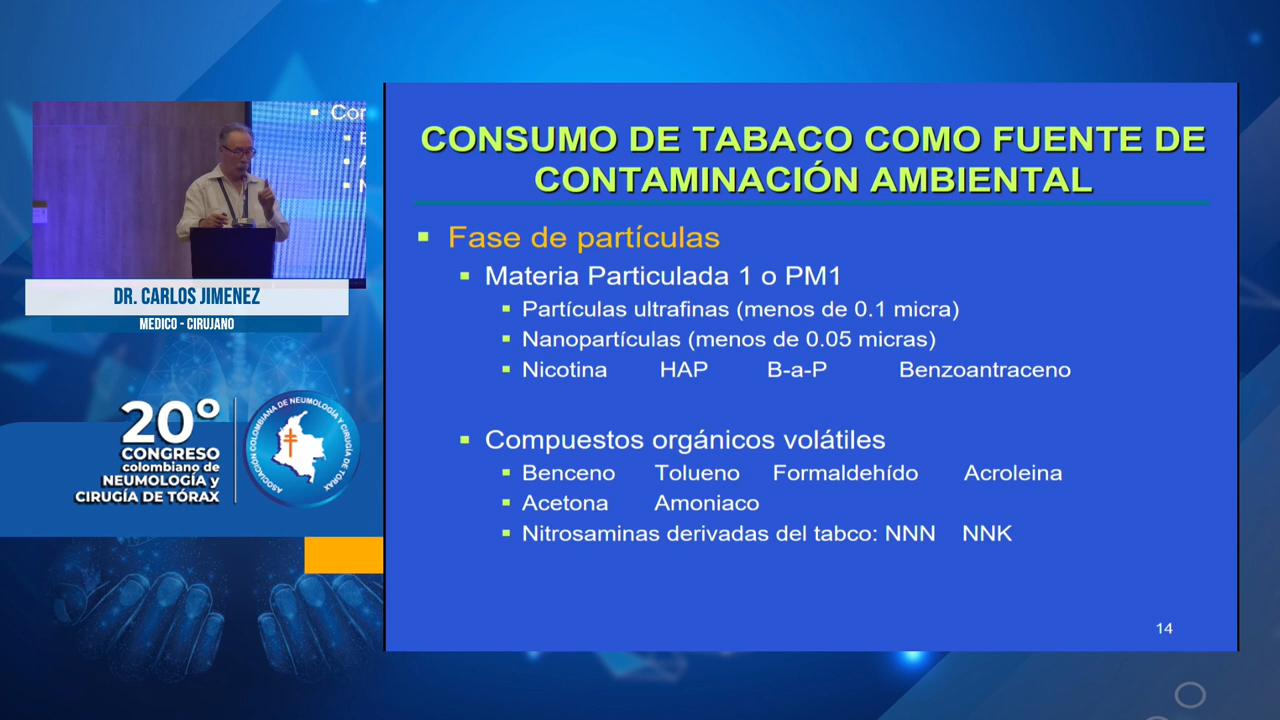 Con
DR. CARLOS JIMENEZ
MEDICO - CIRUJANO
20º
CONGRESO
colombiano de
NEUMOLOGÍA y
CIRUGÍA DE TÓRAX
ASOCIACIÓN COLOMBIANA DE NEUMOLOGÍA Y CIRUGÍA DE TÓRAX
CONSUMO DE TABACO COMO FUENTE DE
CONTAMINACIÓN AMBIENTAL
Fase de partículas
Materia Particulada 1 o PM1
Partículas ultrafinas (menos de 0.1 micra)
Nanopartículas (menos de 0.05 micras)
Nicotina HAP B-a-P Benzoantraceno
Compuestos orgánicos volátiles
Benceno Tolueno Formaldehído Acroleina
Acetona Amoniaco
Nitrosaminas derivadas del tabco: NNN NNK
14